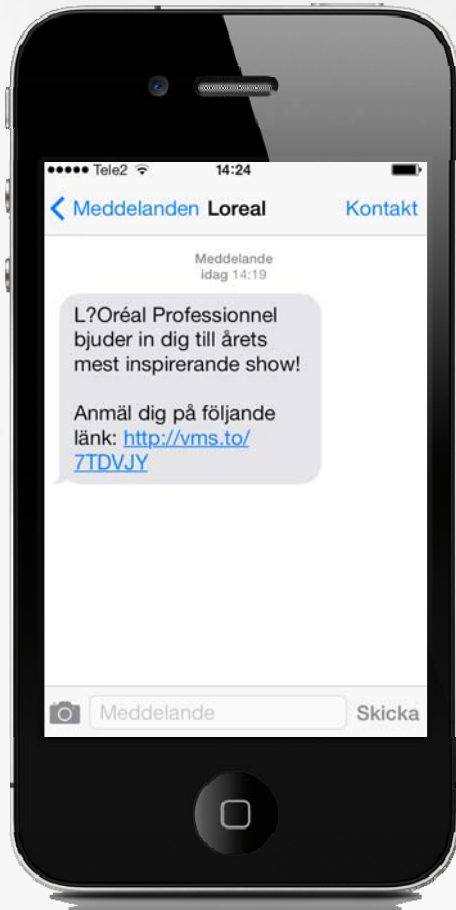 Tele2 14:24
Meddelanden Loreal Kontakt
Meddelande
idag 14:19
L?Oréal Professionnel
bjuder in dig till årets
mest inspirerande show!
Anmäl dig på följande
länk: http://vms.to/
7TDVJY
Meddelande Skicka